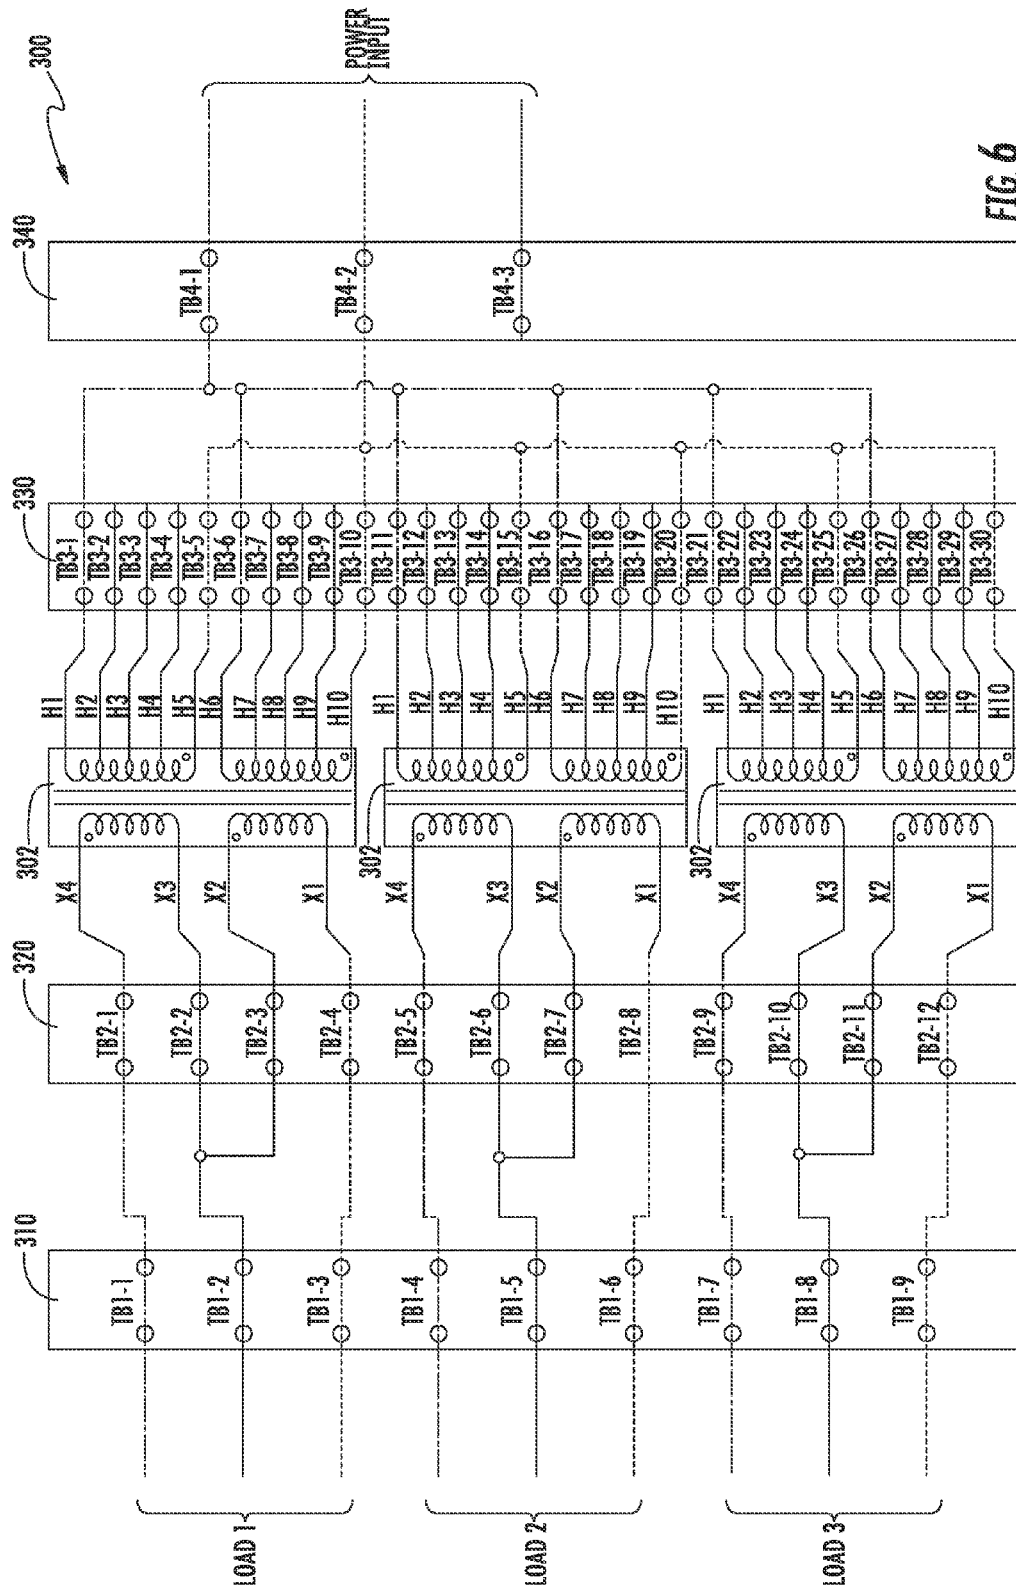 300
POWER
INPUT
340
TB4-1
TB4-2
TB4-3
FIG. 6
330
TB3-1
TB3-2
TB3-3
TB3-4
TB3-5
TB3-6
TB3-7
TB3-8
TB3-9
TB3-10
TB3-11
TB3-12
TB3-13
TB3-14
TB3-15
TB3-16
TB3-17
TB3-18
TB3-19
TB3-20
TB3-21
TB3-22
TB3-23
TB3-24
TB3-25
TB3-26
TB3-27
TB3-28
TB3-29
TB3-30
H1
H2
H3
H4
H5
H6
H7
H8
H9
H10
H1
H2
H3
H4
H5
H6
H7
H8
H9
H10
H1
H2
H3
H4
H5
H6
H7
H8
H9
H10
302
302
302
X4
X3
X2
X1
X4
X3
X2
X1
X4
X3
X2
X1
320
TB2-1
TB2-2
TB2-3
TB2-4
TB2-5
TB2-6
TB2-7
TB2-8
TB2-9
TB2-10
TB2-11
TB2-12
310
TB1-1
TB1-2
TB1-3
TB1-4
TB1-5
TB1-6
TB1-7
TB1-8
TB1-9
LOAD 1
LOAD 2
LOAD 3